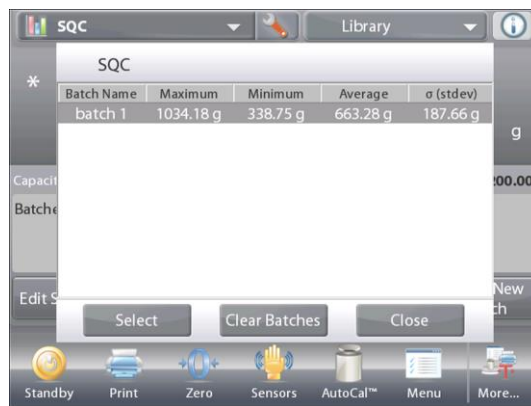 SQC Library
SQC
*
Batch Name Maximum Minimum Average σ (stdev)
batch 1 1034.18 g 338.75 g 663.28 g 187.66 g
g
Capacit 200.00
Batche
Edit S New
ch
Select Clear Batches Close
Standby Print Zero Sensors AutoCal™ Menu More...